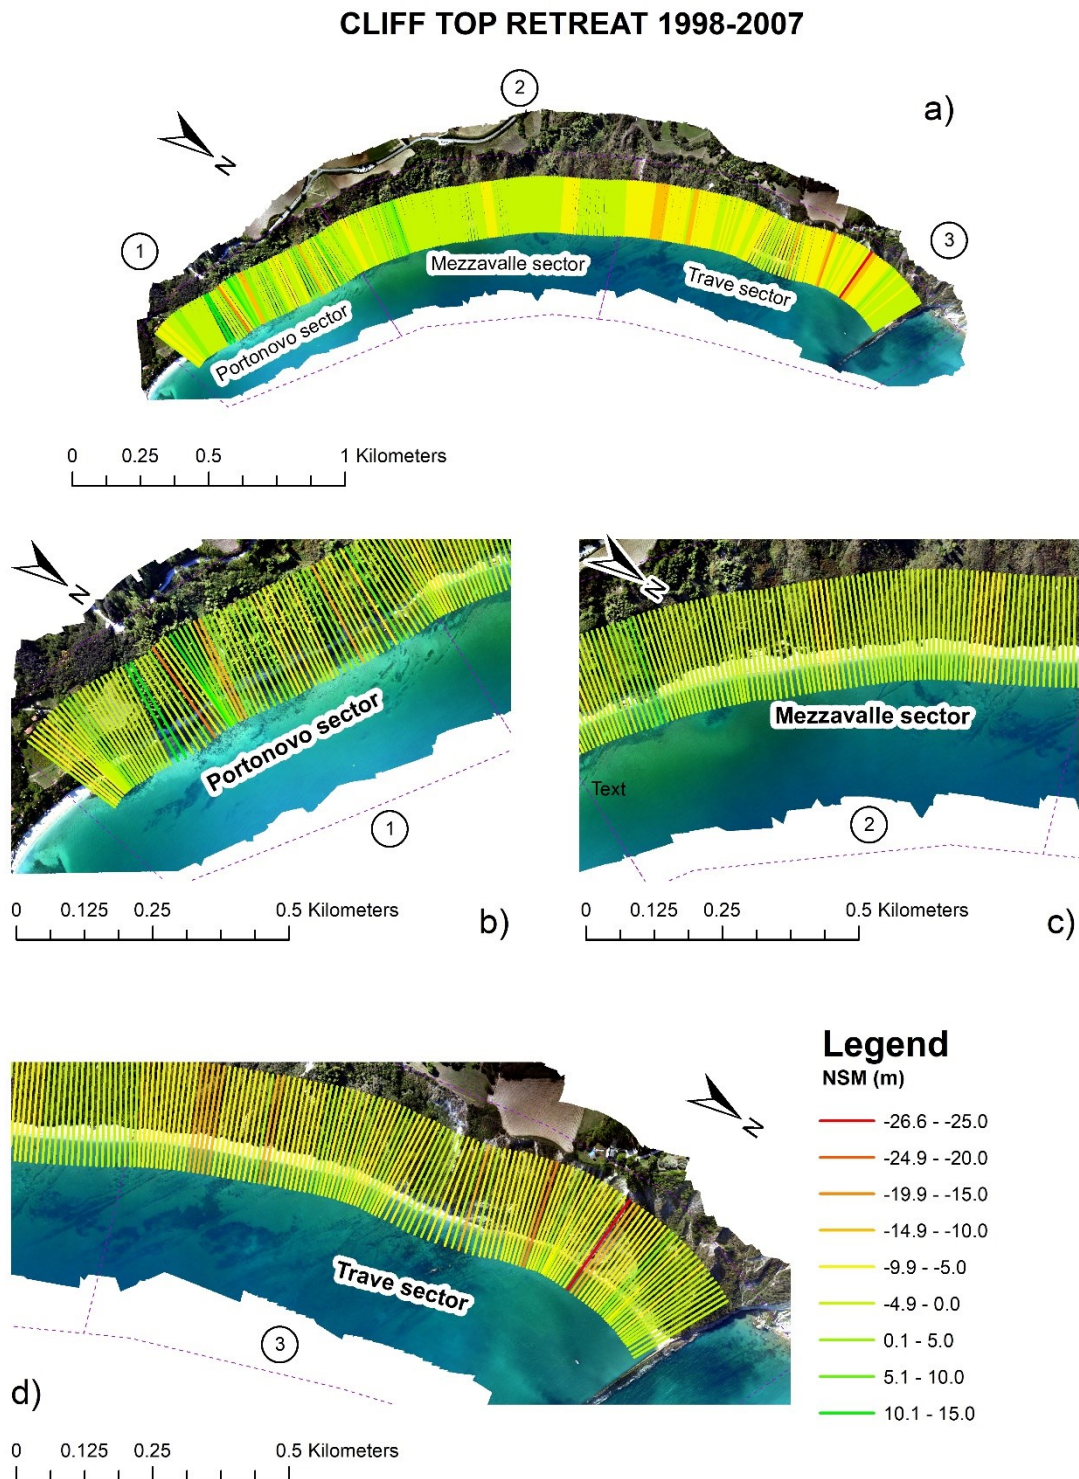 CLIFF TOP RETREAT 1998-2007
2
a)
N
1
3
Mezzavalle sector
Trave sector
Portonovo sector
0 0.25 0.5 1 Kilometers
N
Portonovo sector
1
0 0.125 0.25 0.5 Kilometers
b)
N
Mezzavalle sector
Text
2
0 0.125 0.25 0.5 Kilometers
c)
Legend
NSM (m)
-26.6 - -25.0
-24.9 - -20.0
-19.9 - -15.0
-14.9 - -10.0
-9.9 - -5.0
-4.9 - 0.0
0.1 - 5.0
5.1 - 10.0
10.1 - 15.0
N
Trave sector
3
d)
0 0.125 0.25 0.5 Kilometers